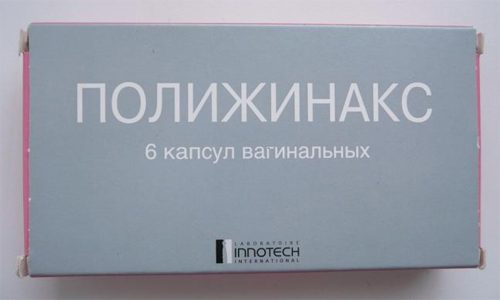 ПОЛИЖИНАКС
6 капсул вагинальных
LABORATOIRE
INNOTECH
INTERNATIONAL